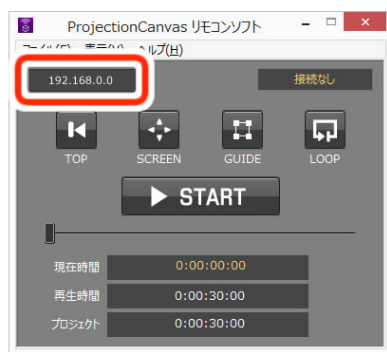 ProjectionCanvas リモコンソフト
ヘルプ(H)
192.168.0.0
接続なし
TOP
SCREEN
GUIDE
LOOP
START
現在時間
0:00:00:00
再生時間
0:00:30:00
プロジェクト
0:00:30:00